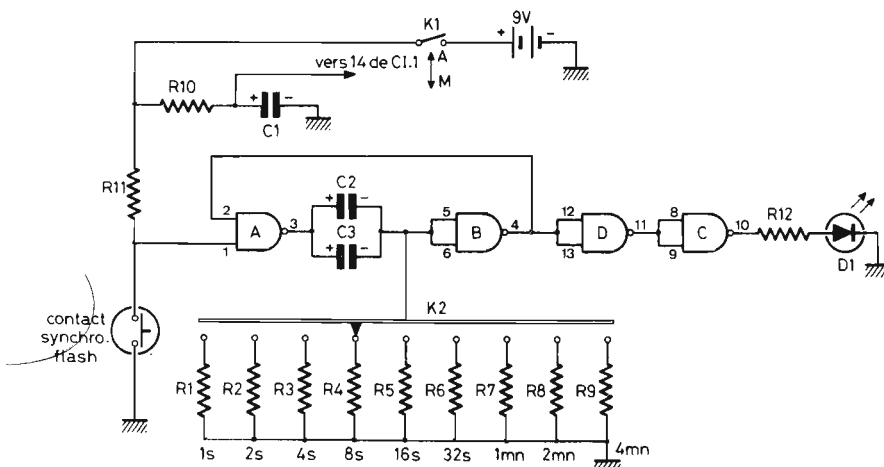 K1
9V
+
-
A
M
vers 14 de CI.1
R10
+
-
C1
R11
C2
+
-
C3
+
-
2
1
A
3
5
6
B
4
12
13
D
11
8
9
C
10
R12
D1
K2
contact
synchro.
flash
R1
R2
R3
R4
R5
R6
R7
R8
R9
1s
2s
4s
8s
16s
32s
1mn
2mn
4mn